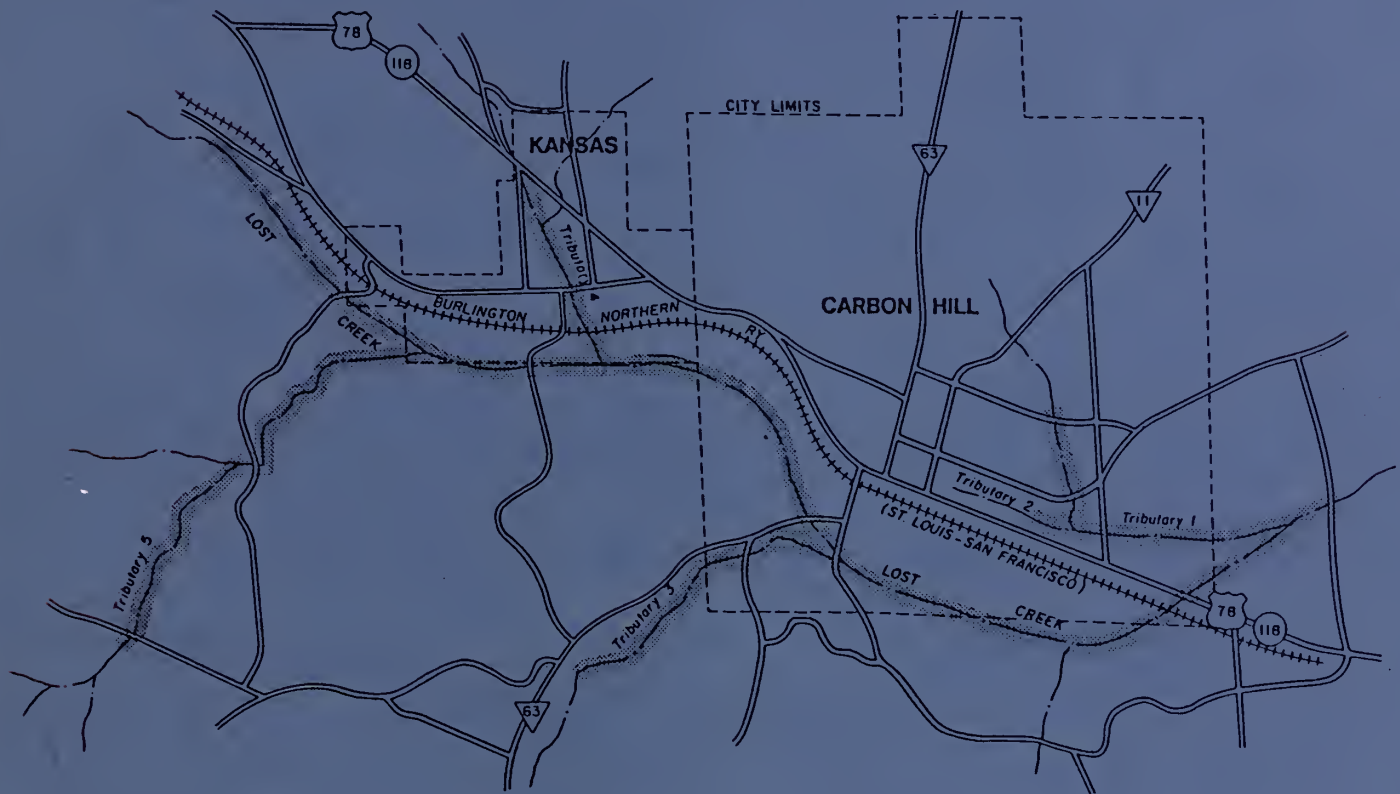 78
118
CITY LIMITS
KANSAS
63
11
LOST
Tributary 4
BURLINGTON
NORTHERN
RY
CARBON HILL
CREEK
Tributary 2
Tributary 1
(ST. LOUIS-SAN FRANCISCO)
LOST
CREEK
Tributary 5
Tributary 3
78
118
63